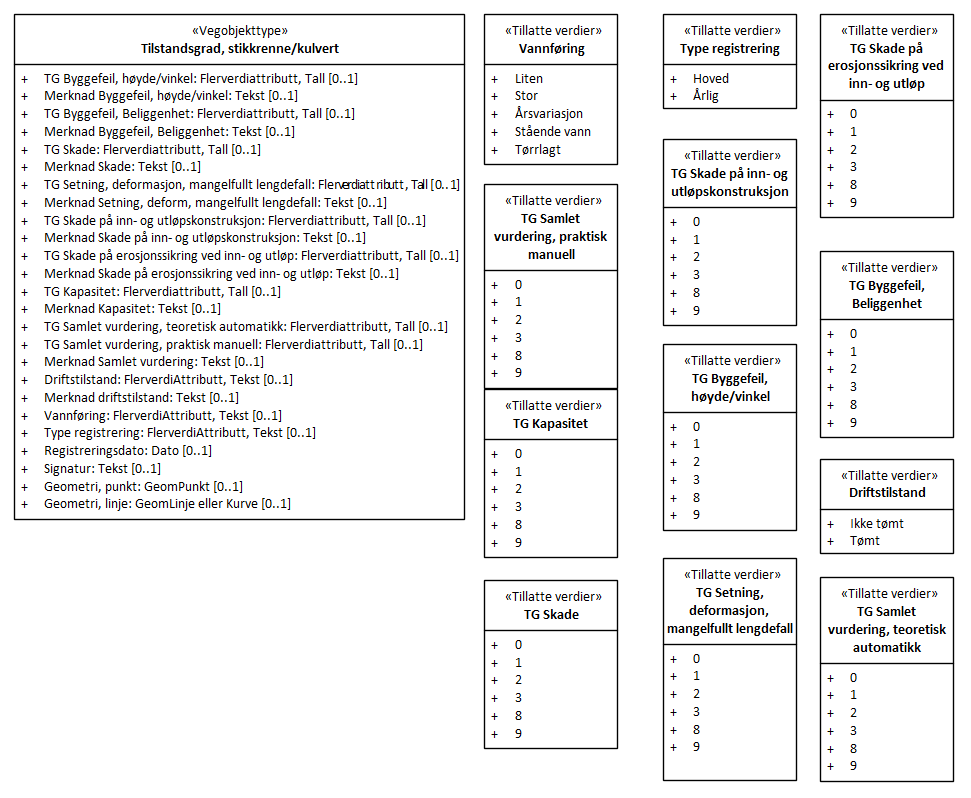 «Vegobjekttype»
Tilstandsgrad, stikkrenne/kulvert
+ TG Byggefeil, høyde/vinkel: Flerverdiattributt, Tall [0..1]
+ Merknad Byggefeil, høyde/vinkel: Tekst [0..1]
+ TG Byggefeil, Beliggenhet: Flerverdiattributt, Tall [0..1]
+ Merknad Byggefeil, Beliggenhet: Tekst [0..1]
+ TG Skade: Flerverdiattributt, Tall [0..1]
+ Merknad Skade: Tekst [0..1]
+ TG Setning, deformasjon, mangelfullt lengdefall: Flerverdiattributt, Tall [0..1]
+ Merknad Setning, deform, mangelfullt lengdefall: Tekst [0..1]
+ TG Skade på inn- og utløpskonstruksjon: Flerverdiattributt, Tall [0..1]
+ Merknad Skade på inn- og utløpskonstruksjon: Tekst [0..1]
+ TG Skade på erosjonssikring ved inn- og utløp: Flerverdiattributt, Tall [0..1]
+ Merknad Skade på erosjonssikring ved inn- og utløp: Tekst [0..1]
+ TG Kapasitet: Flerverdiattributt, Tall [0..1]
+ Merknad Kapasitet: Tekst [0..1]
+ TG Samlet vurdering, teoretisk automatikk: Flerverdiattributt, Tall [0..1]
+ TG Samlet vurdering, praktisk manuell: Flerverdiattributt, Tall [0..1]
+ Merknad Samlet vurdering: Tekst [0..1]
+ Driftstilstand: FlerverdiAttributt, Tekst [0..1]
+ Merknad driftstilstand: Tekst [0..1]
+ Vannføring: FlerverdiAttributt, Tekst [0..1]
+ Type registrering: FlerverdiAttributt, Tekst [0..1]
+ Registreringsdato: Dato [0..1]
+ Signatur: Tekst [0..1]
+ Geometri, punkt: GeomPunkt [0..1]
+ Geometri, linje: GeomLinje eller Kurve [0..1]
«Tillatte verdier»
Vannføring
+ Liten
+ Stor
+ Årsvariasjon
+ Stående vann
+ Tørrlagt
«Tillatte verdier»
TG Samlet
vurdering, praktisk
manuell
+ 0
+ 1
+ 2
+ 3
+ 8
+ 9
«Tillatte verdier»
TG Kapasitet
+ 0
+ 1
+ 2
+ 3
+ 8
+ 9
«Tillatte verdier»
TG Skade
+ 0
+ 1
+ 2
+ 3
+ 8
+ 9
«Tillatte verdier»
Type registrering
+ Hoved
+ Årlig
«Tillatte verdier»
TG Skade på inn- og
utløpskonstruksjon
+ 0
+ 1
+ 2
+ 3
+ 8
+ 9
«Tillatte verdier»
TG Byggefeil,
høyde/vinkel
+ 0
+ 1
+ 2
+ 3
+ 8
+ 9
«Tillatte verdier»
TG Setning,
deformasjon,
mangelfullt lengdefall
+ 0
+ 1
+ 2
+ 3
+ 8
+ 9
«Tillatte verdier»
TG Skade på
erosjonssikring ved
inn- og utløp
+ 0
+ 1
+ 2
+ 3
+ 8
+ 9
«Tillatte verdier»
TG Byggefeil,
Beliggenhet
+ 0
+ 1
+ 2
+ 3
+ 8
+ 9
«Tillatte verdier»
Driftstilstand
+ Ikke tømt
+ Tømt
«Tillatte verdier»
TG Samlet
vurdering, teoretisk
automatikk
+ 0
+ 1
+ 2
+ 3
+ 8
+ 9